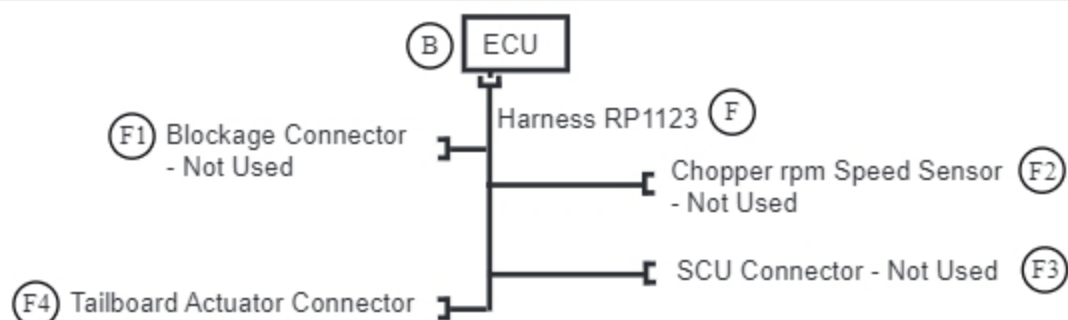 B ECU
Harness RP1123 F
F1 Blockage Connector
- Not Used
Chopper rpm Speed Sensor F2
- Not Used
SCU Connector - Not Used F3
F4 Tailboard Actuator Connector